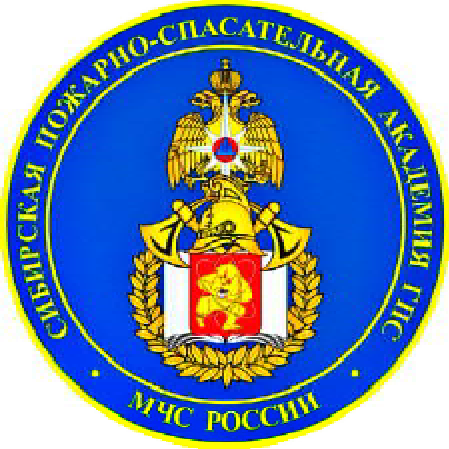 СИБИРСКАЯ ПОЖАРНО-СПАСАТЕЛЬНАЯ АКАДЕМИЯ ГПС
МЧС РОССИИ